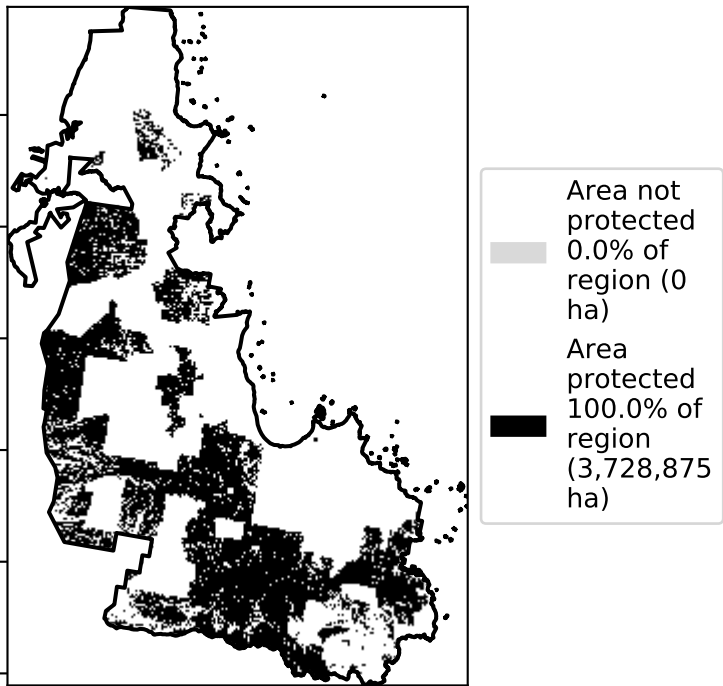 Area not
protected
0.0% of
region (0
ha)
Area
protected
100.0% of
region
(3,728,875
ha)